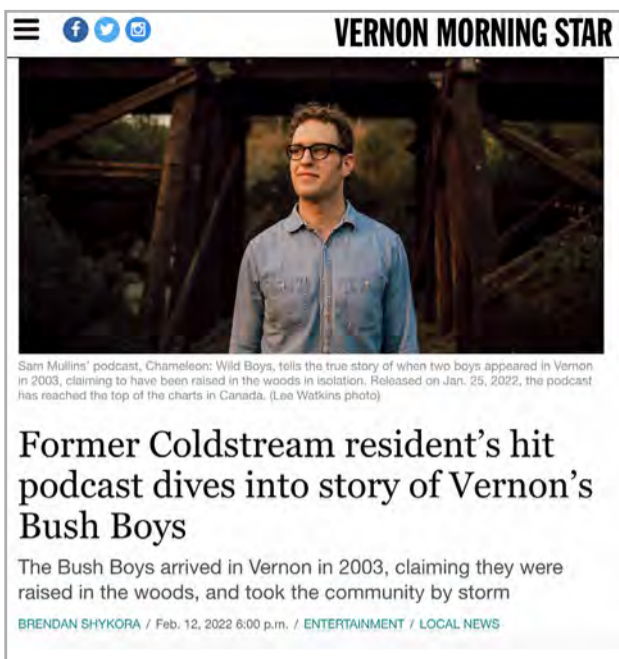 VERNON MORNING STAR
Sam Mullins' podcast, Chameleon: Wild Boys, tells the true story of when two boys appeared in Vernon
in 2003, claiming to have been raised in the woods in isolation. Released on Jan. 25, 2022, the podcast
has reached the top of the charts in Canada. (Lee Watkins photo)
Former Coldstream resident’s hit
podcast dives into story of Vernon’s
Bush Boys
The Bush Boys arrived in Vernon in 2003, claiming they were
raised in the woods, and took the community by storm
BRENDAN SHYKORA / Feb. 12, 2022 6:00 p.m. / ENTERTAINMENT / LOCAL NEWS